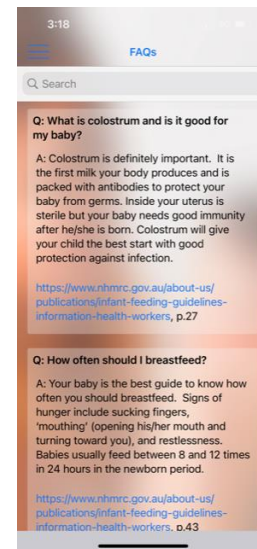 3:18
FAQs
Search
Q: What is colostrum and is it good for
my baby?
A: Colostrum is definitely important. It is
the first milk your body produces and is
packed with antibodies to protect your
baby from germs. Inside your uterus is
sterile but your baby needs good immunity
after he/she is born. Colostrum will give
your child the best start with good
protection against infection.
https://www.nhmrc.gov.au/about-us/
publications/infant-feeding-guidelines-
information-health-workers, p.27
Q: How often should I breastfeed?
A: Your baby is the best guide to know how
often you should breastfeed. Signs of
hunger include sucking fingers,
‘mouthing’ (opening his/her mouth and
turning toward you), and restlessness.
Babies usually feed between 8 and 12 times
in 24 hours in the newborn period.
https://www.nhmrc.gov.au/about-us/
publications/infant-feeding-guidelines-
information-health-workers, p.43